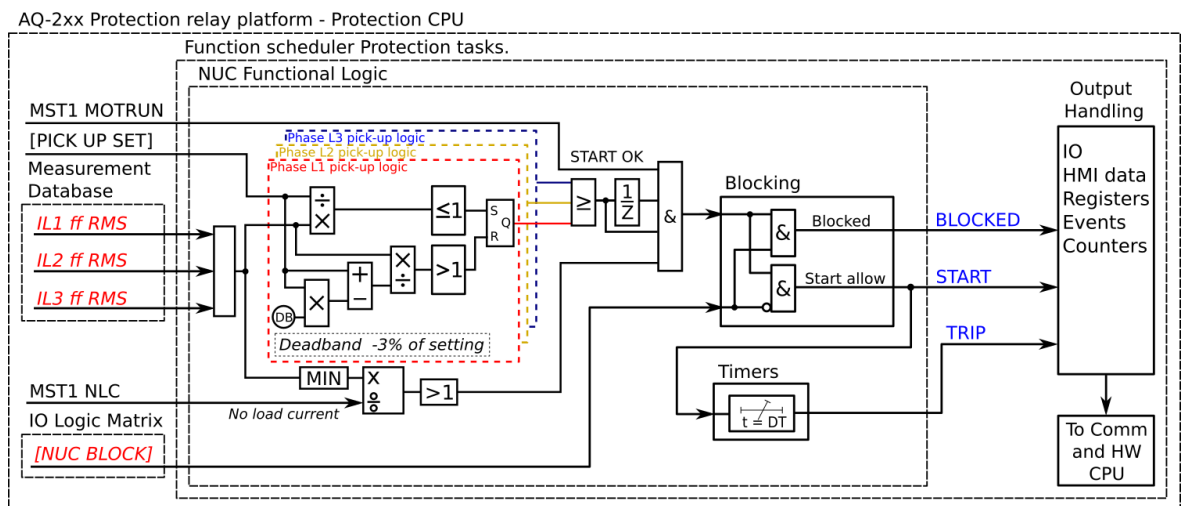 AQ-2xx Protection relay platform - Protection CPU
Function scheduler Protection tasks.
NUC Functional Logic
MST1 MOTRUN
[PICK UP SET]
Measurement
Database
IL1 ff RMS
IL2 ff RMS
IL3 ff RMS
MST1 NLC
IO Logic Matrix
[NUC BLOCK]
Phase L3 pick-up logic
Phase L2 pick-up logic
Phase L1 pick-up logic
÷
×
≤1
S
Q
R
×
÷
>1
+
−
×
DB
Deadband -3% of setting
MIN
X
÷
>1
No load current
START OK
≥
1
Z
&
Blocking
&
Blocked
&
Start allow
Timers
t = DT
BLOCKED
START
TRIP
Output
Handling
IO
HMI data
Registers
Events
Counters
To Comm
and HW
CPU